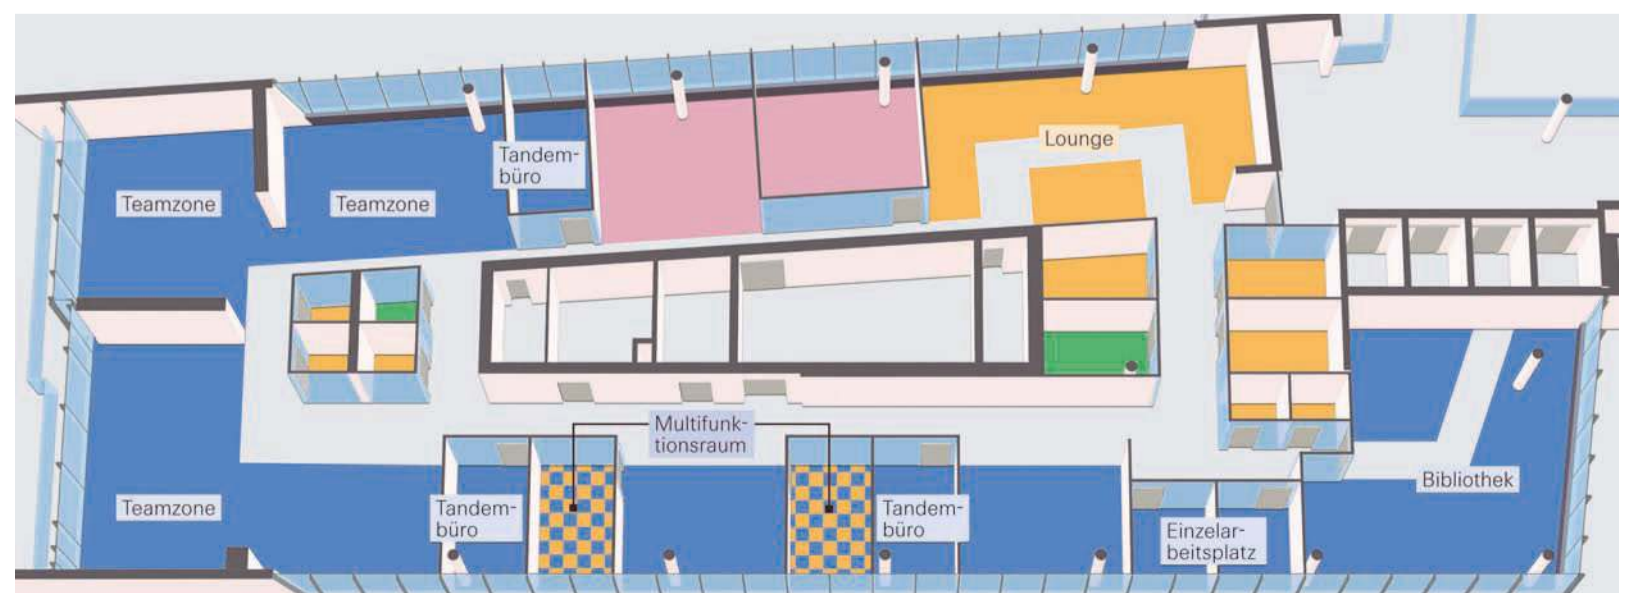 Lounge
Tandem-
büro
Teamzone
Teamzone
Multifunk-
tionsraum
Bibliothek
Teamzone
Tandem-
büro
Tandem-
büro
Einzelar-
beitsplatz